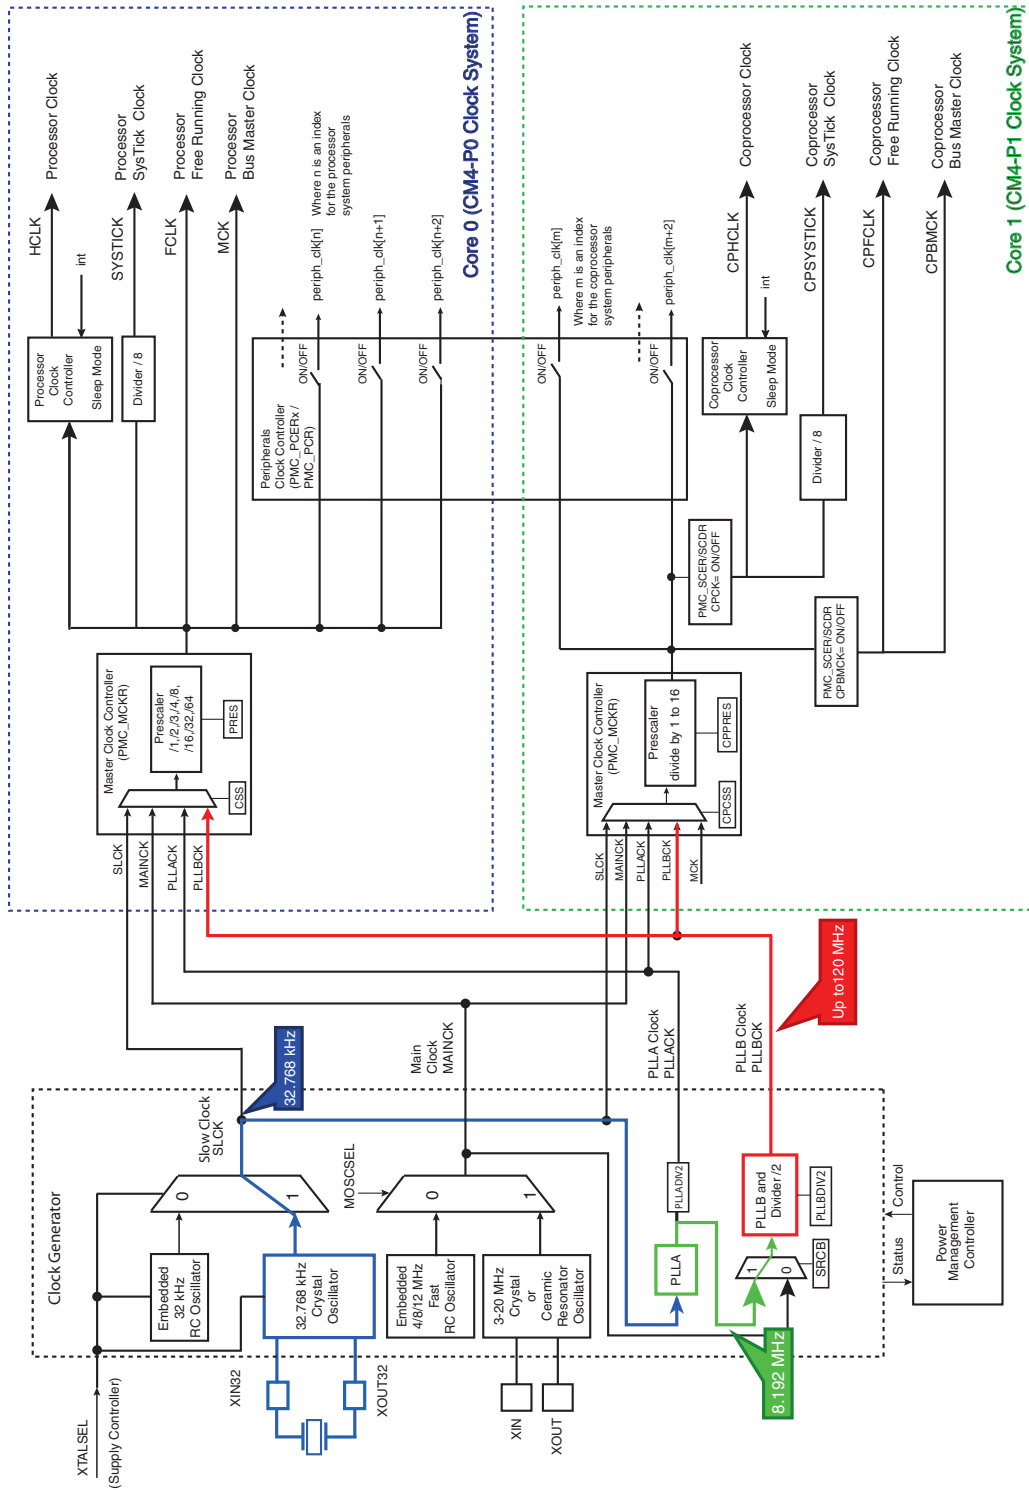 Clock Generator
XTALSEL
(Supply Controller)
Embedded
32 kHz
RC Oscillator
0
1
Slow Clock
SLCK
32.768 kHz
XIN32
XOUT32
32.768 kHz
Crystal
Oscillator
MOSCSEL
Embedded
4/8/12 MHz
Fast
RC Oscillator
0
1
3-20 MHz
Crystal
or
Ceramic
Resonator
Oscillator
XIN
XOUT
Main
Clock
MAINCK
PLLA
PLLADIV2
PLLA Clock
PLLACK
8.192 MHz
1
0
SRCB
PLLB and
Divider /2
PLLBDIV2
PLLB Clock
PLLBCK
Up to120 MHz
Status
Control
Power
Management
Controller
SLCK
MAINCK
PLLACK
PLLBCK
Master Clock Controller
(PMC_MCKR)
Prescaler
/1,/2,/3,/4,/8,
/16,/32,/64
CSS
PRES
Processor
Clock
Controller
Sleep Mode
HCLK
Processor Clock
int
Divider / 8
SYSTICK
Processor
SysTick Clock
FCLK
Processor
Free Running Clock
MCK
Processor
Bus Master Clock
Peripherals
Clock Controller
(PMC_PCERx /
PMC_PCR)
ON/OFF
periph_clk[n]
Where n is an index
for the processor
system peripherals
ON/OFF
periph_clk[n+1]
ON/OFF
periph_clk[n+2]
Core 0 (CM4-P0 Clock System)
SLCK
MAINCK
PLLACK
PLLBCK
MCK
Master Clock Controller
(PMC_MCKR)
Prescaler
divide by 1 to 16
CPCSS
CPPRES
ON/OFF
periph_clk[m]
Where m is an index
for the coprocessor
system peripherals
ON/OFF
periph_clk[m+2]
PMC_SCER/SCDR
CPCK= ON/OFF
Coprocessor
Clock
Controller
Sleep Mode
CPHCLK
Coprocessor Clock
int
Divider / 8
CPSYSTICK
Coprocessor
SysTick Clock
PMC_SCER/SCDR
CPBMCK= ON/OFF
CPFCLK
Coprocessor
Free Running Clock
CPBMCK
Coprocessor
Bus Master Clock
Core 1 (CM4-P1 Clock System)